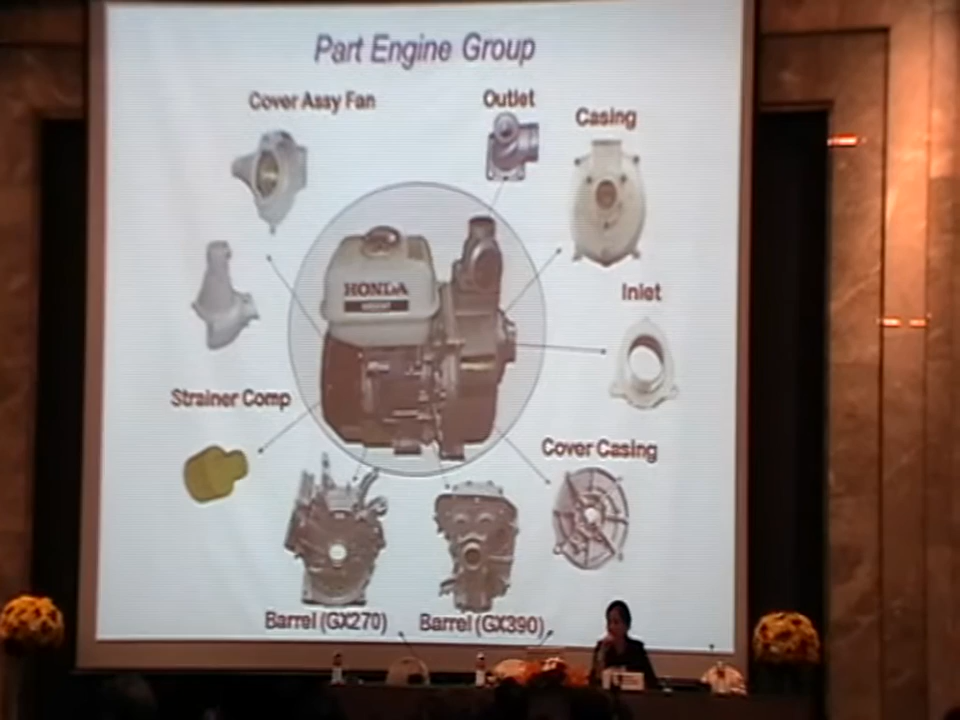 Part Engine Group
Cover Assy Fan
Outlet
Casing
HONDA
Inlet
Strainer Comp
Cover Casing
Barrel (GX270)
Barrel (GX390)